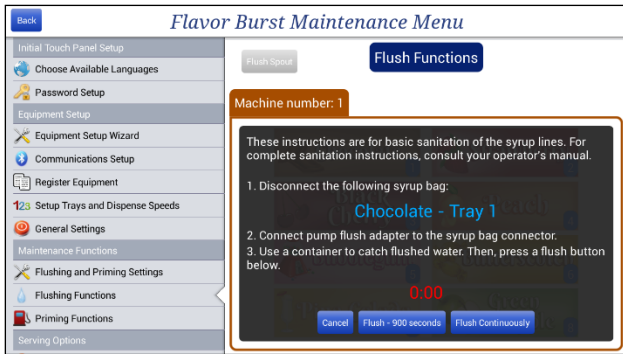 Back
Flavor Burst Maintenance Menu
Initial Touch Panel Setup
Choose Available Languages
Password Setup
Equipment Setup
Equipment Setup Wizard
Communications Setup
Register Equipment
123 Setup Trays and Dispense Speeds
General Settings
Maintenance Functions
Flushing and Priming Settings
Flushing Functions
Priming Functions
Serving Options
Flush Spout
Flush Functions
Machine number: 1
These instructions are for basic sanitation of the syrup lines. For
complete sanitation instructions, consult your operator's manual.
1. Disconnect the following syrup bag:
Chocolate - Tray 1
2. Connect pump flush adapter to the syrup bag connector.
3. Use a container to catch flushed water. Then, press a flush button
below.
0:00
Cancel
Flush - 900 seconds
Flush Continuously